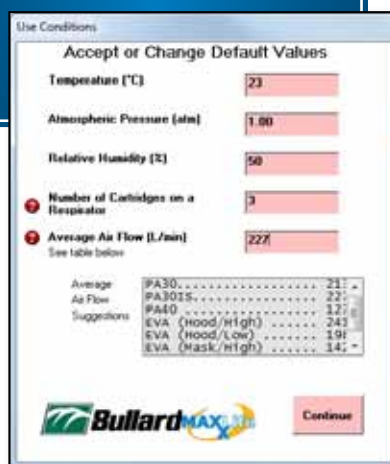 Use Conditions
Accept or Change Default Values
Temperature (°C) 23
Atmospheric Pressure (atm) 1.00
Relative Humidity (%) 50
? Number of Cartridges on a
Respirator
3
? Average Air Flow (L/min) 227
See table below
Average
Air Flow
Suggestions
PA30.................
PA30IS...............
PA40 ................
EVA (Hood/High) ......
EVA (Hood/Low) .......
EVA (Mask/High) ......
Bullard MAXX
Continue